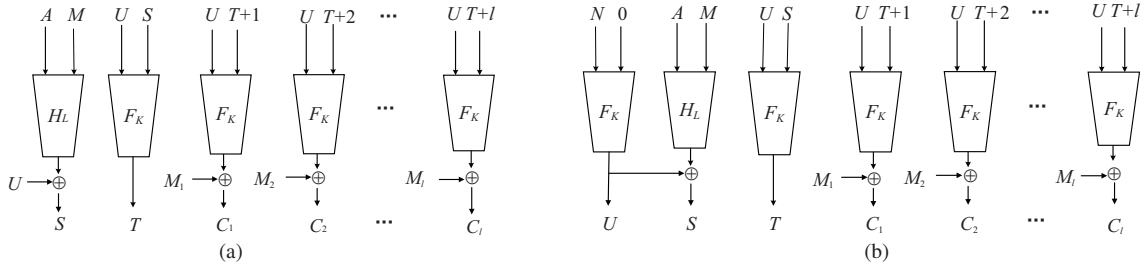 A M U S U T+1 U T+2 ... U T+l
H_L F_K F_K F_K ... F_K
U ⊕ M_1 ⊕ M_2 ⊕ M_l ⊕
S T C_1 C_2 ... C_l
(a)
N 0 A M U S U T+1 U T+2 ... U T+l
F_K H_L F_K F_K F_K ... F_K
⊕ M_1 ⊕ M_2 ⊕ M_l ⊕
U S T C_1 C_2 ... C_l
(b)